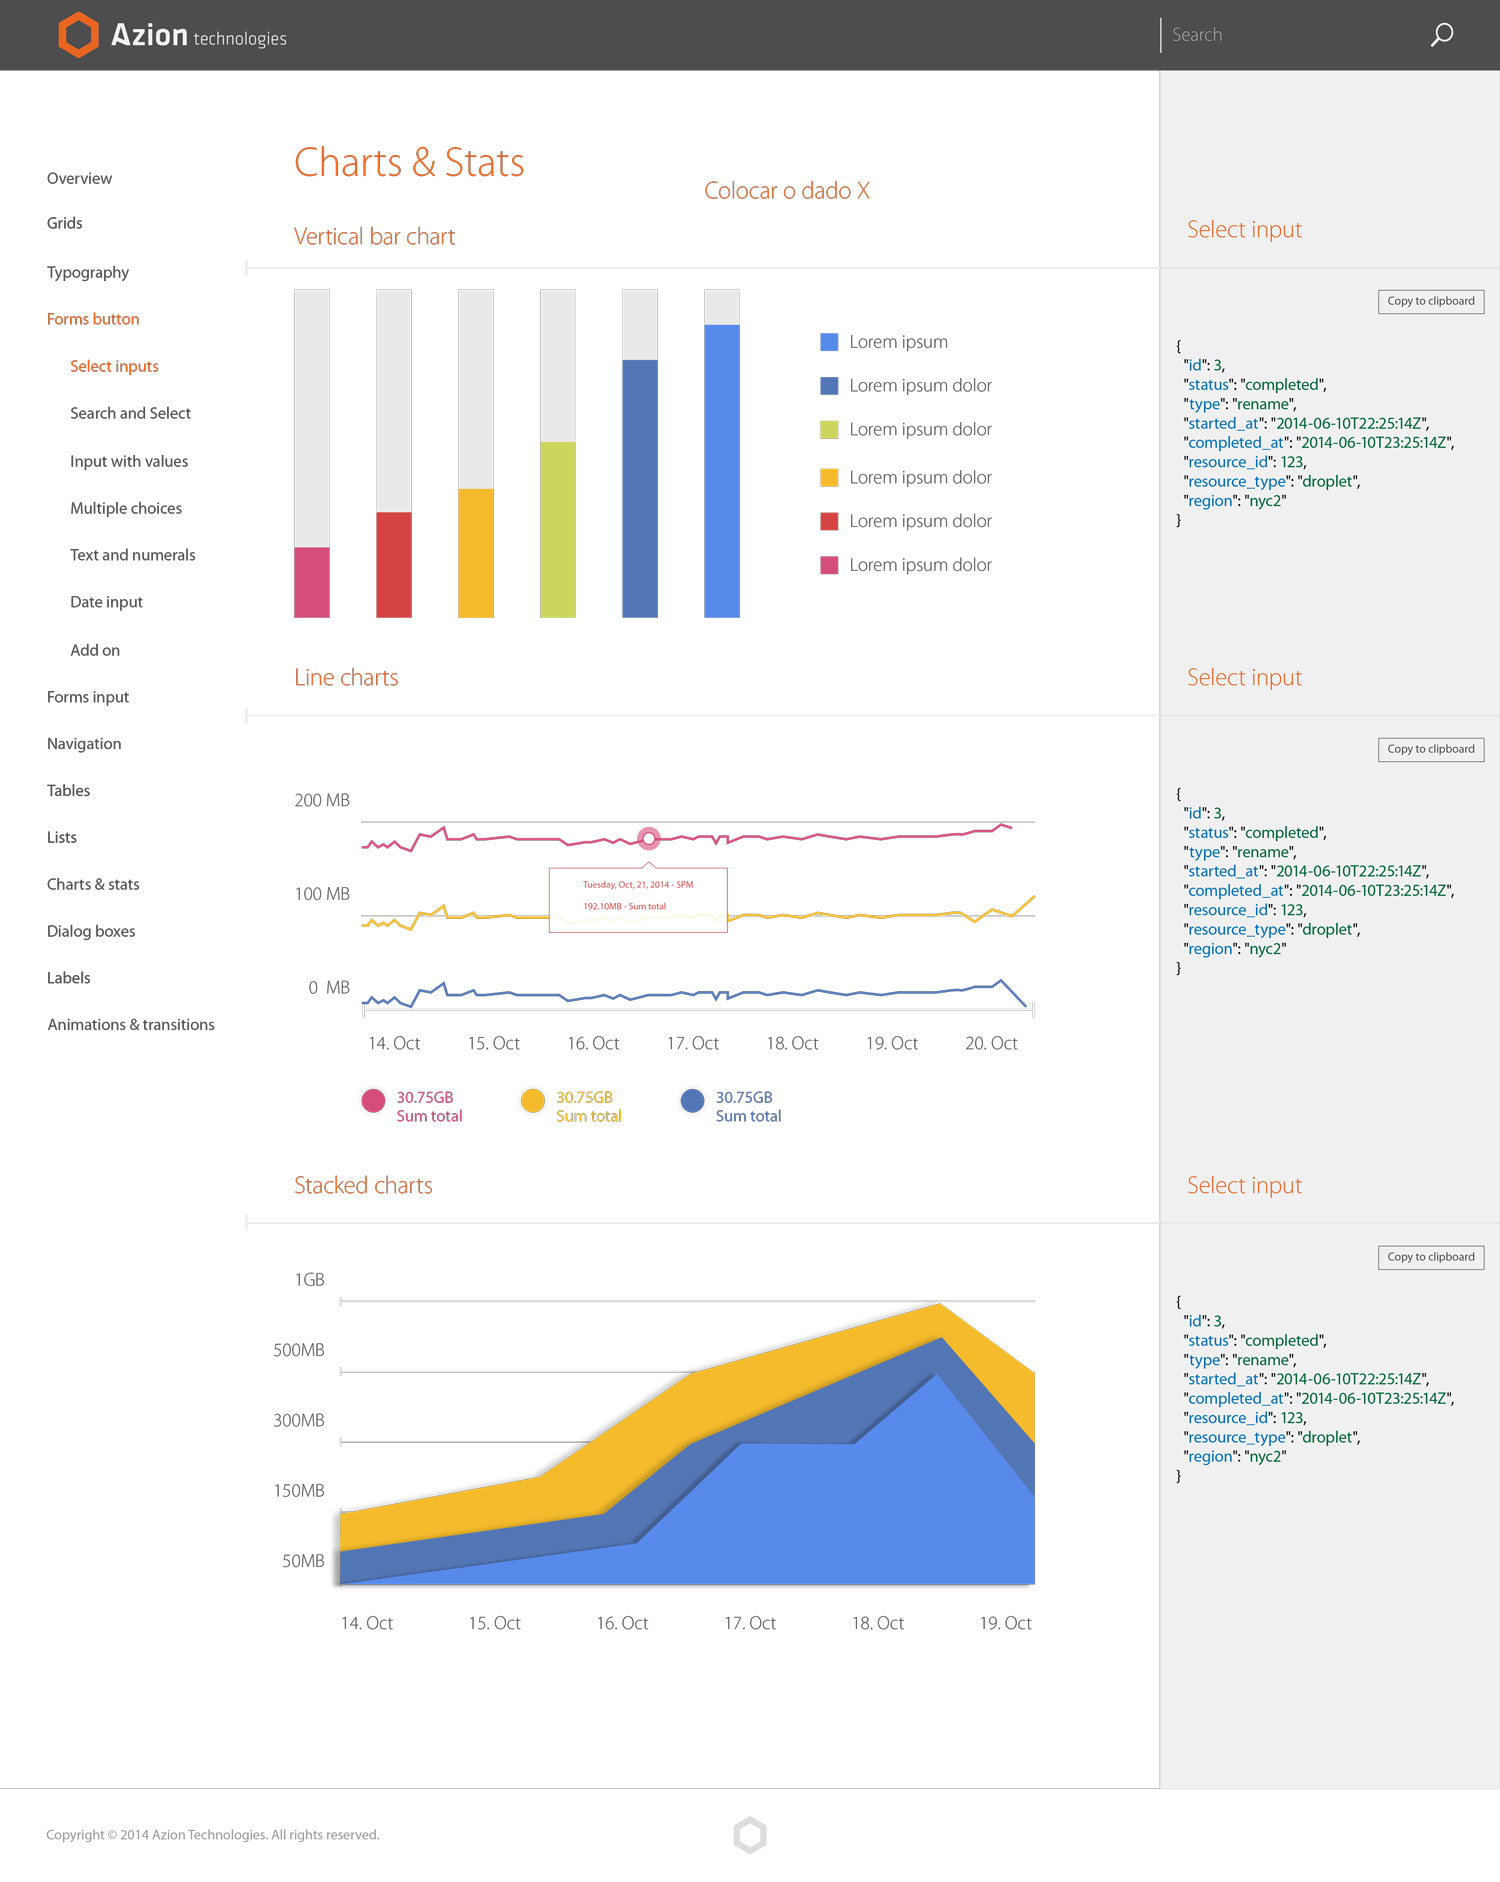 Azion technologies
Search
Overview
Grids
Typography
Forms button
Select inputs
Search and Select
Input with values
Multiple choices
Text and numerals
Date input
Add on
Forms input
Navigation
Tables
Lists
Charts & stats
Dialog boxes
Labels
Animations & transitions
Charts & Stats
Colocar o dado X
Vertical bar chart
Lorem ipsum
Lorem ipsum dolor
Lorem ipsum dolor
Lorem ipsum dolor
Lorem ipsum dolor
Lorem ipsum dolor
Select input
Copy to clipboard
{
"id": 3,
"status": "completed",
"type": "rename",
"started_at": "2014-06-10T22:25:14Z",
"completed_at": "2014-06-10T23:25:14Z",
"resource_id": 123,
"resource_type": "droplet",
"region": "nyc2"
}
Line charts
200 MB
100 MB
0 MB
Tuesday, Oct, 21, 2014 - 5PM
192.10MB - Sum total
14. Oct 15. Oct 16. Oct 17. Oct 18. Oct 19. Oct 20. Oct
30.75GB
Sum total
30.75GB
Sum total
30.75GB
Sum total
Select input
Copy to clipboard
{
"id": 3,
"status": "completed",
"type": "rename",
"started_at": "2014-06-10T22:25:14Z",
"completed_at": "2014-06-10T23:25:14Z",
"resource_id": 123,
"resource_type": "droplet",
"region": "nyc2"
}
Stacked charts
1GB
500MB
300MB
150MB
50MB
14. Oct 15. Oct 16. Oct 17. Oct 18. Oct 19. Oct
Select input
Copy to clipboard
{
"id": 3,
"status": "completed",
"type": "rename",
"started_at": "2014-06-10T22:25:14Z",
"completed_at": "2014-06-10T23:25:14Z",
"resource_id": 123,
"resource_type": "droplet",
"region": "nyc2"
}
Copyright © 2014 Azion Technologies. All rights reserved.